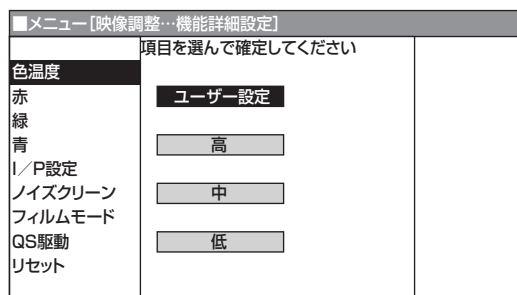 ■メニュー［映像調整…機能詳細設定］
項目を選んで確定してください
色温度
赤
緑
青
I／P設定
ノイズクリーン
フィルムモード
QS駆動
リセット
ユーザー設定
高
中
低